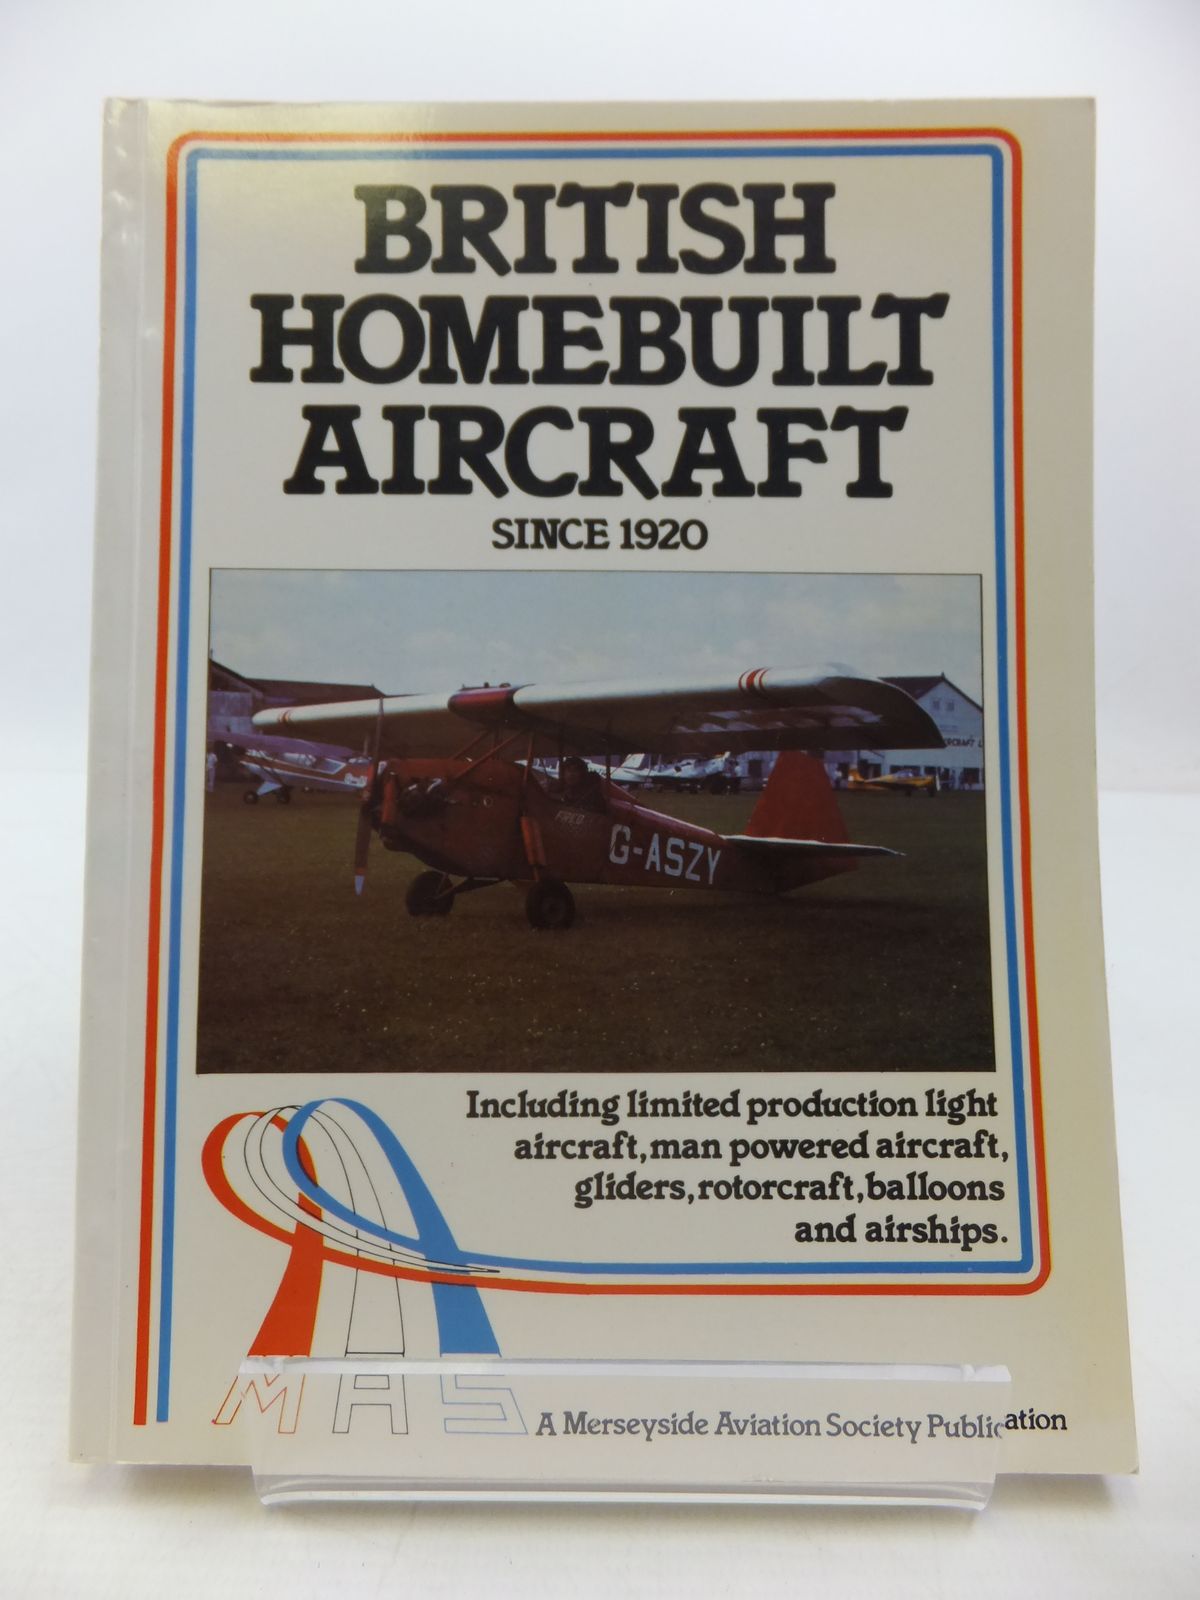 BRITISH
HOMEBUILT
AIRCRAFT
SINCE 1920
G-ASZY
Including limited production light
aircraft, man powered aircraft,
gliders, rotorcraft, balloons
and airships.
MAS
A Merseyside Aviation Society Publication